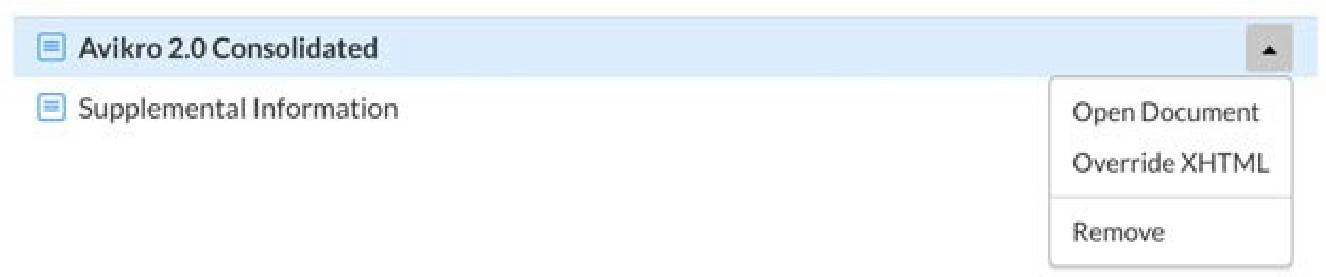 Avikro 2.0 Consolidated
Supplemental Information
Open Document
Override XHTML
Remove